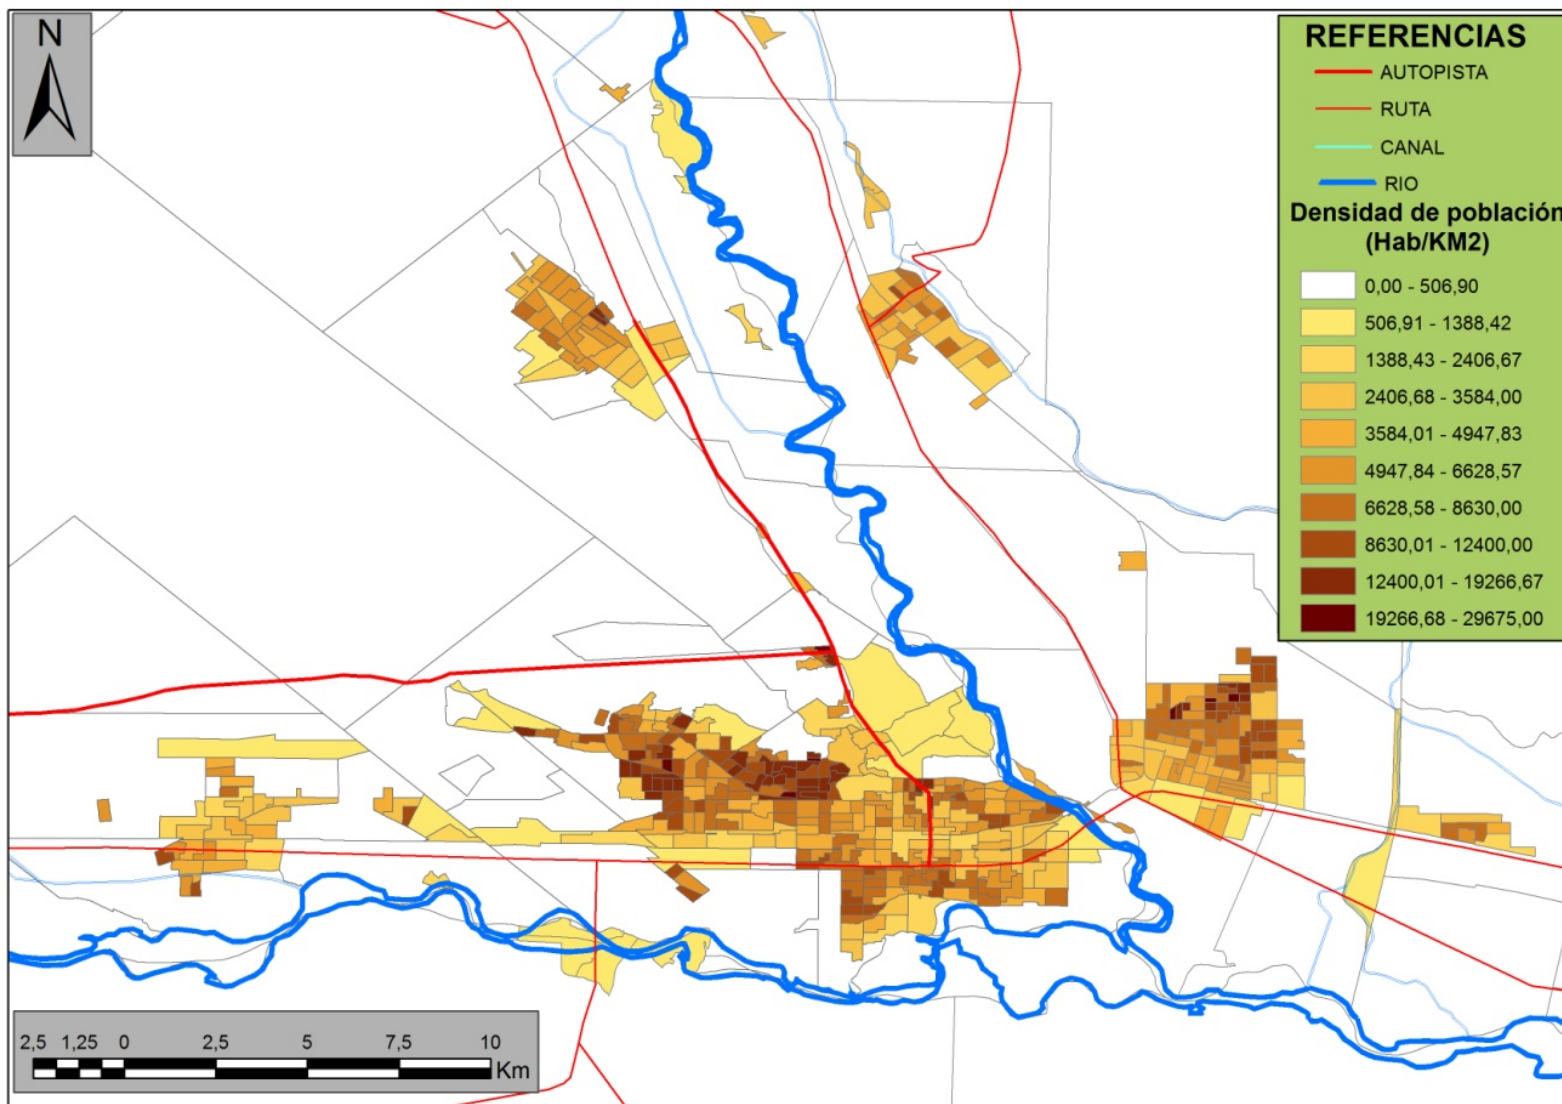 N
REFERENCIAS
AUTOPISTA
RUTA
CANAL
RIO
Densidad de población
(Hab/KM2)
0,00 - 506,90
506,91 - 1388,42
1388,43 - 2406,67
2406,68 - 3584,00
3584,01 - 4947,83
4947,84 - 6628,57
6628,58 - 8630,00
8630,01 - 12400,00
12400,01 - 19266,67
19266,68 - 29675,00
2,5 1,25 0 2,5 5 7,5 10
Km